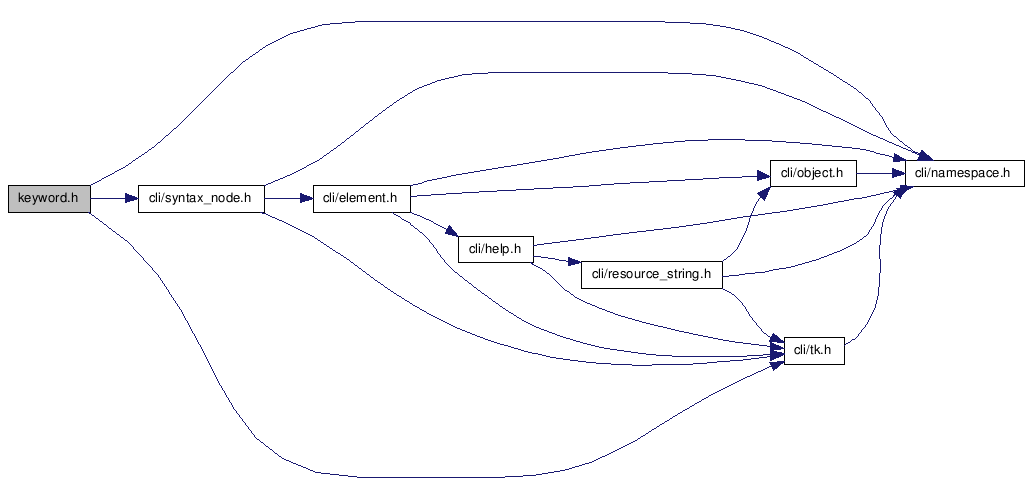 keyword.h
cli/syntax_node.h
cli/element.h
cli/help.h
cli/resource_string.h
cli/object.h
cli/namespace.h
cli/tk.h